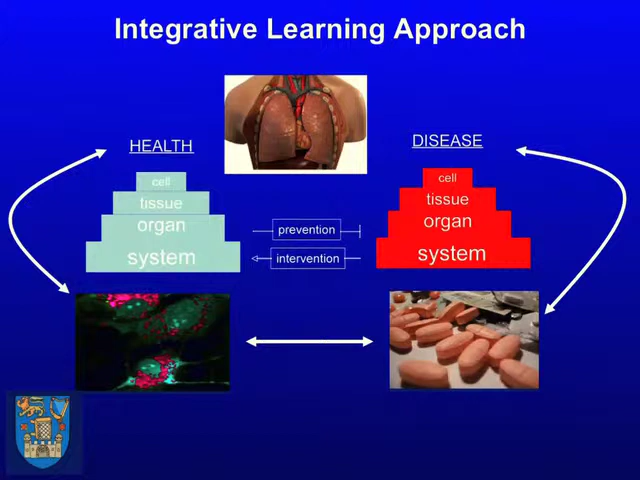 Integrative Learning Approach
HEALTH
cell
tissue
organ
system
prevention
intervention
DISEASE
cell
tissue
organ
system